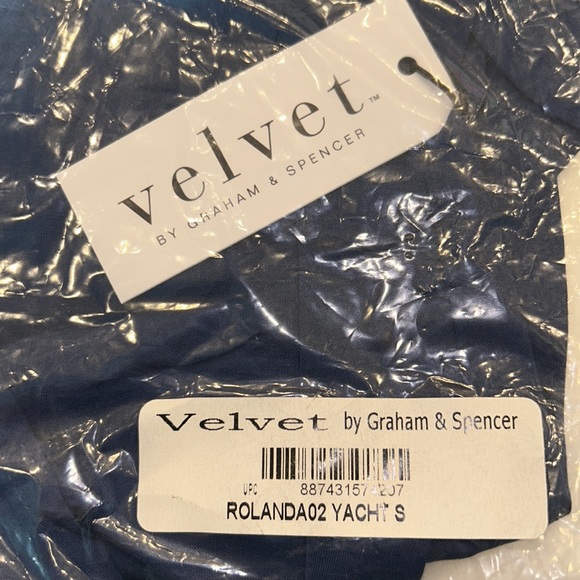 velvet™
BY GRAHAM & SPENCER
Velvet by Graham & Spencer
UPC
ROLANDA02 YACHT S